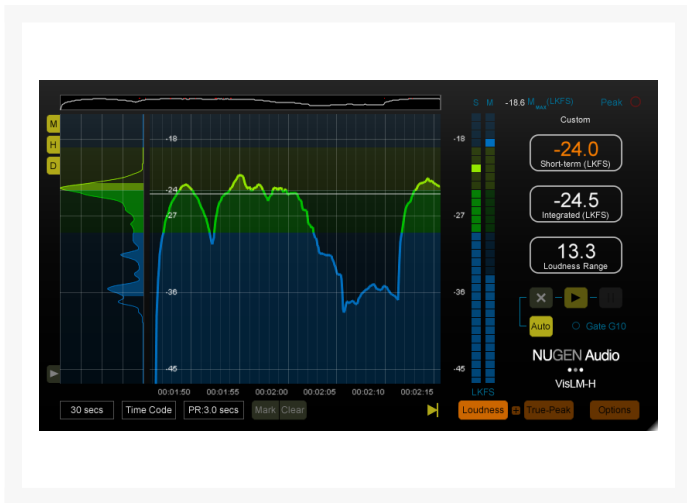 S M -18.6 M MAX (LKFS) Peak
Custom
M
H
D
-18
-24
-27
-36
-45
-18
-27
-36
-45
-24.0
Short-term (LKFS)
-24.5
Integrated (LKFS)
13.3
Loudness Range
Auto
Gate G10
NUGEN Audio
VisLM-H
00:01:50 00:01:55 00:02:00 00:02:05 00:02:10 00:02:15
LKFS
30 secs Time Code PR:3.0 secs Mark Clear Loudness True-Peak Options